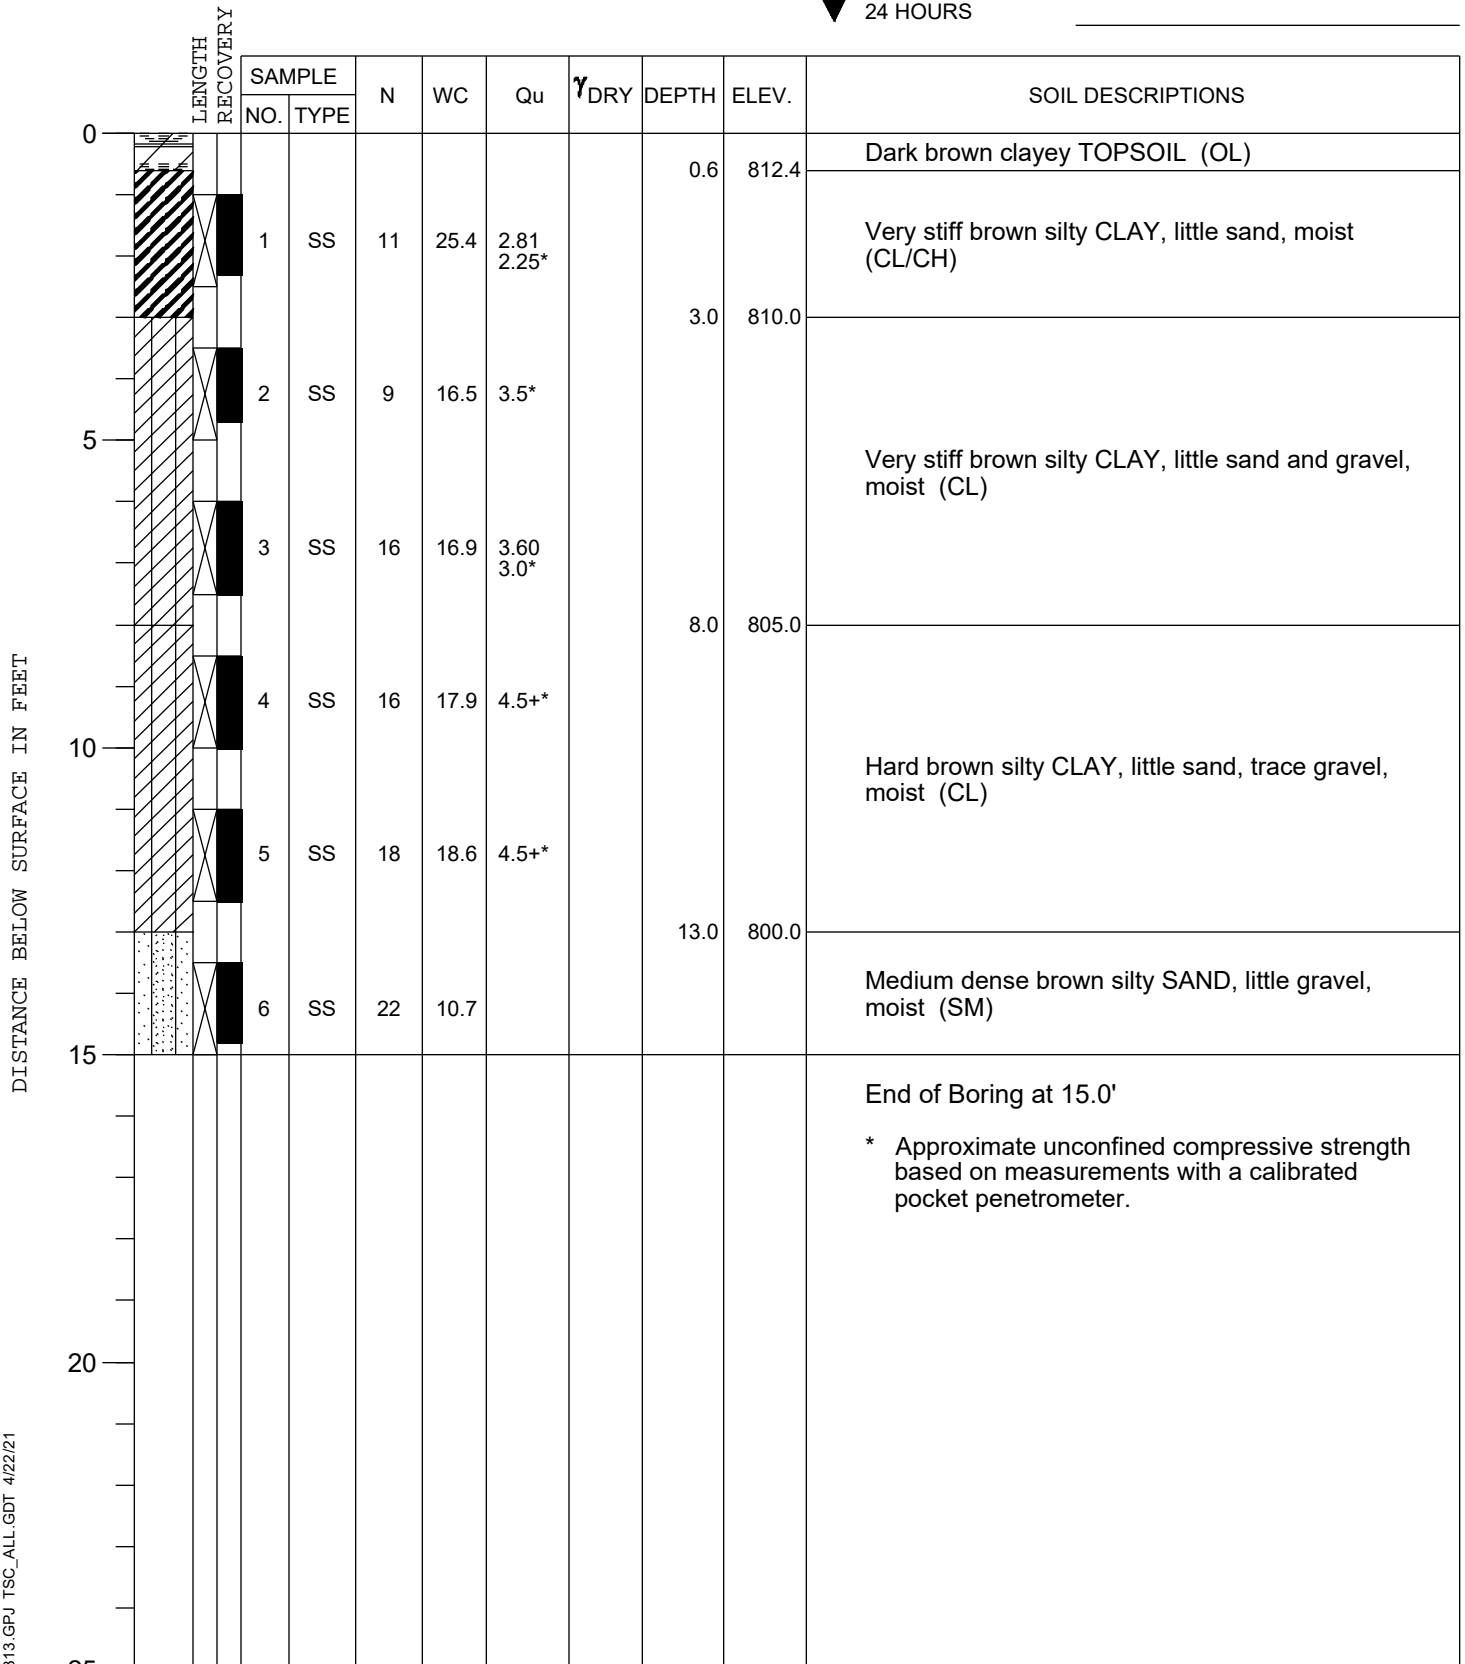 24 HOURS
LENGTH
RECOVERY
SAMPLE
NO. TYPE N WC Qu γDRY DEPTH ELEV. SOIL DESCRIPTIONS
0
Dark brown clayey TOPSOIL (OL)
0.6 812.4
1 SS 11 25.4 2.81
2.25*
Very stiff brown silty CLAY, little sand, moist
(CL/CH)
3.0 810.0
2 SS 9 16.5 3.5*
5
Very stiff brown silty CLAY, little sand and gravel,
moist (CL)
3 SS 16 16.9 3.60
3.0*
8.0 805.0
4 SS 16 17.9 4.5+*
10
Hard brown silty CLAY, little sand, trace gravel,
moist (CL)
5 SS 18 18.6 4.5+*
13.0 800.0
Medium dense brown silty SAND, little gravel,
moist (SM)
6 SS 22 10.7
15
End of Boring at 15.0'
* Approximate unconfined compressive strength
based on measurements with a calibrated
pocket penetrometer.
20
DISTANCE BELOW SURFACE IN FEET
313.GPJ TSC_ALL.GDT 4/22/21